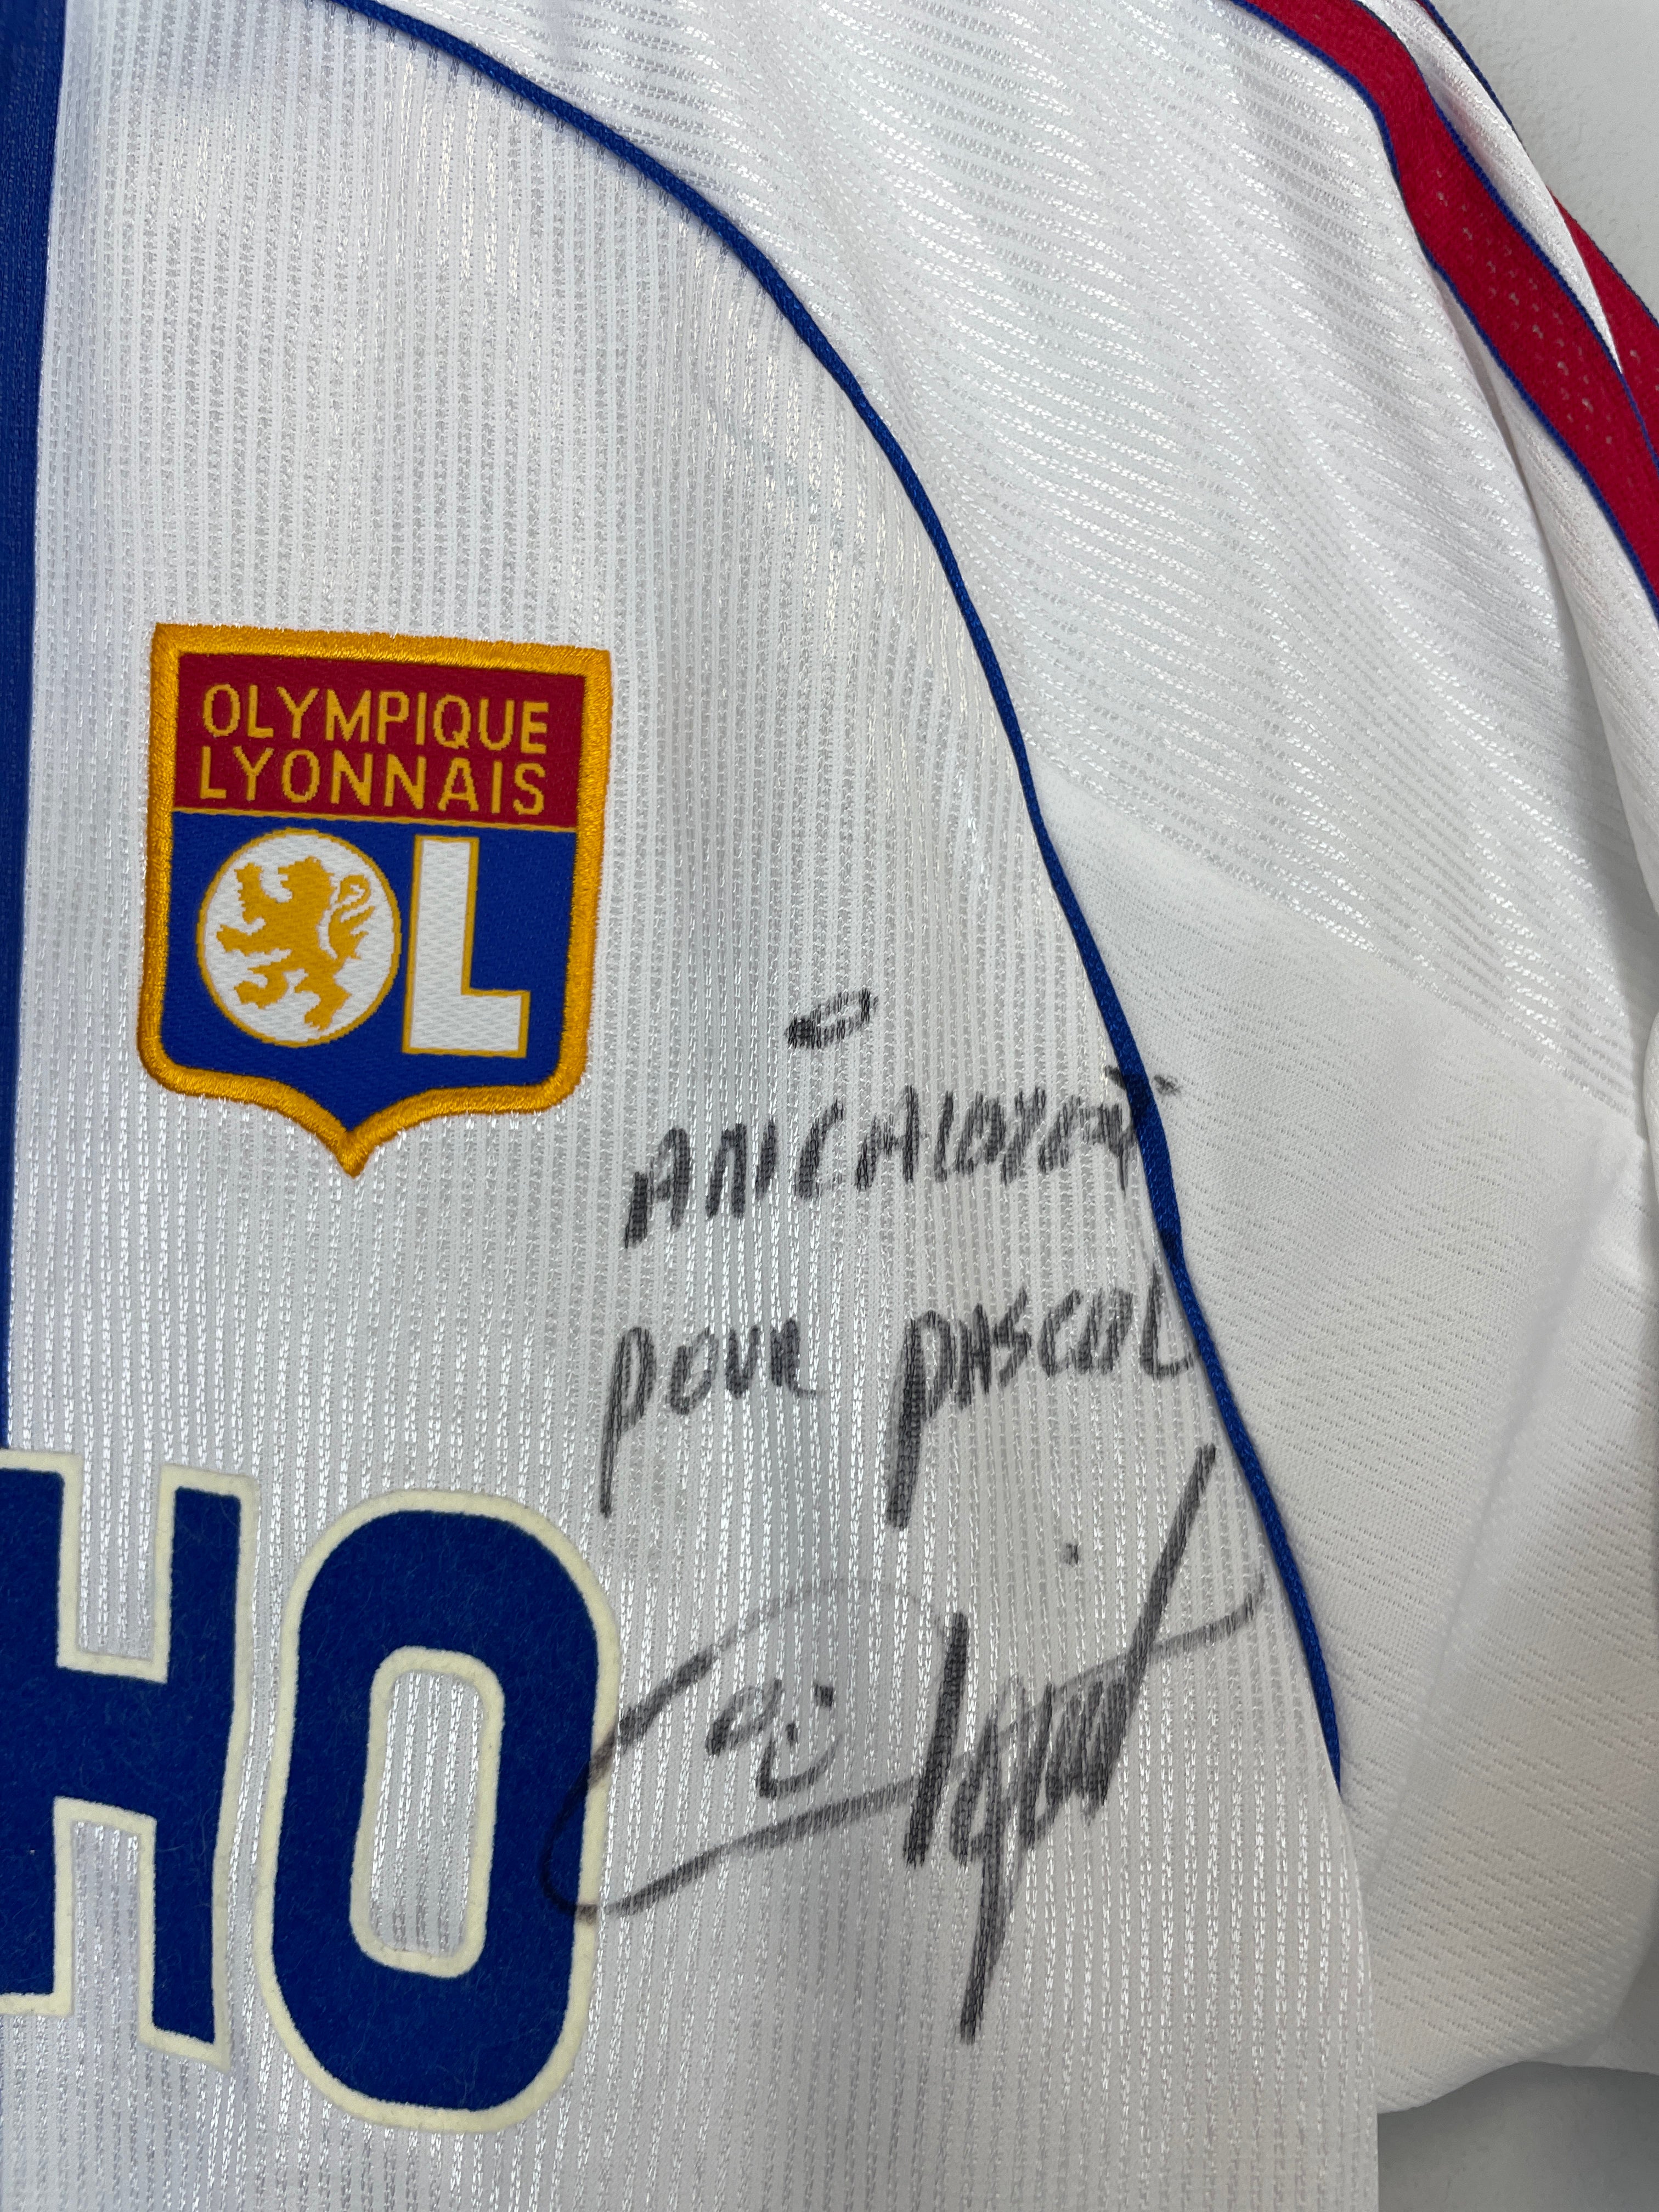 OLYMPIQUE
LYONNAIS
OL
AMICALEMENT
POUR PASCAL
HO